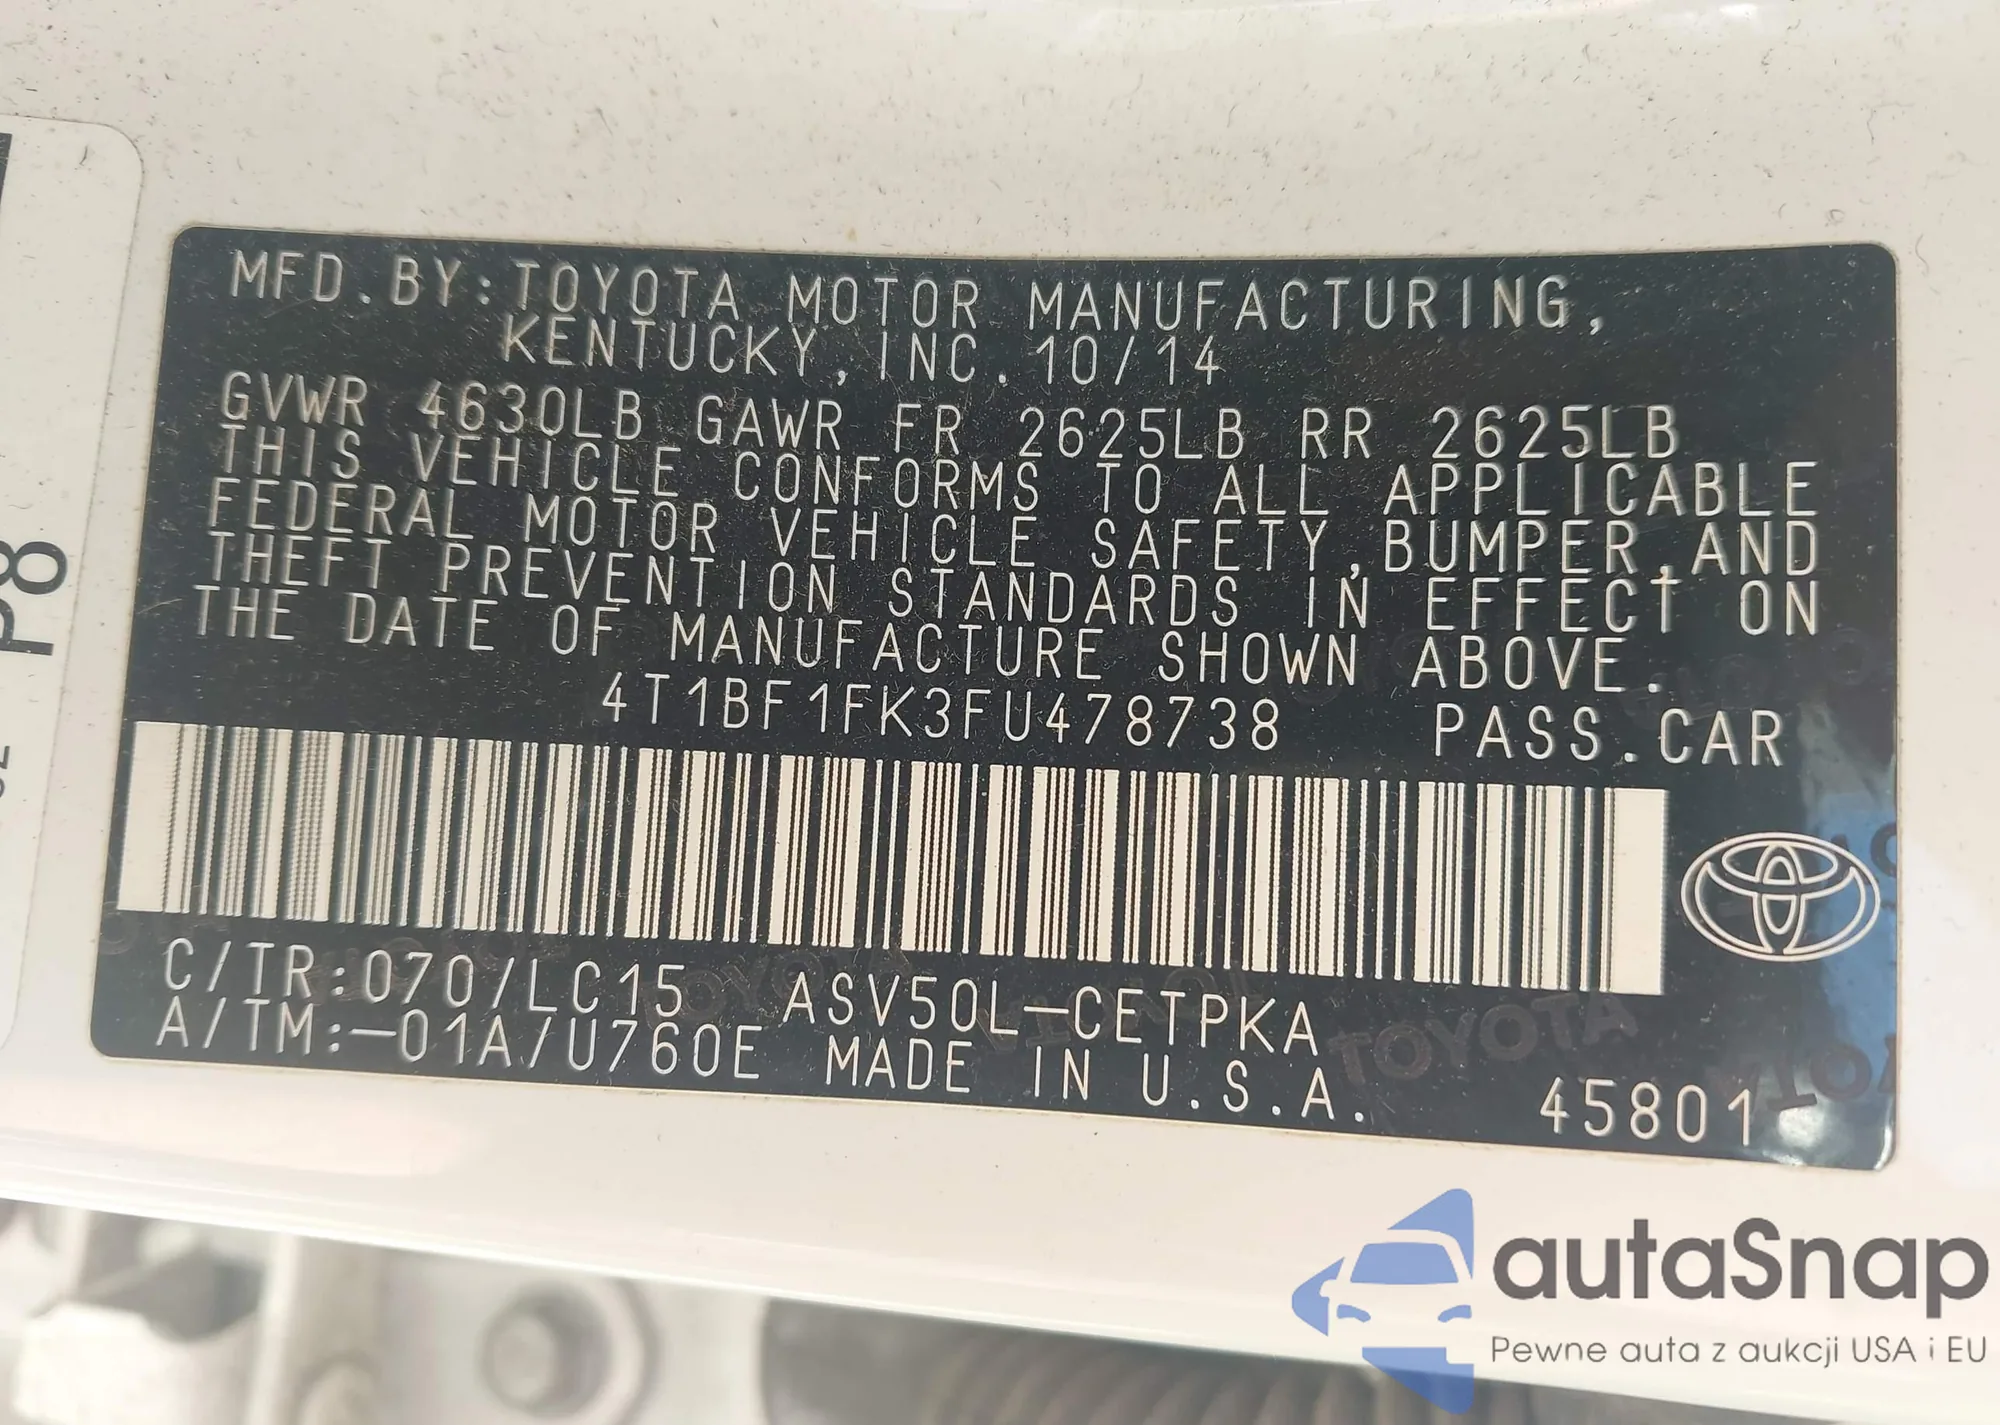 MFD.BY:TOYOTA MOTOR MANUFACTURING,
KENTUCKY, INC. 10/14
GVWR 4630LB GAWR FR 2625LB RR 2625LB
THIS VEHICLE CONFORMS TO ALL APPLICABLE
FEDERAL MOTOR VEHICLE SAFETY,BUMPER,AND
THEFT PREVENTION STANDARDS IN EFFECT ON
THE DATE OF MANUFACTURE SHOWN ABOVE.
4T1BF1FK3FU478738 PASS.CAR
C/TR:070/LC15 ASV50L-CETPKA
A/TM:-01A/U760E MADE IN U.S.A.
45801
P8
TOYOTA
autaSnap
Pewne auta z aukcji USA i EU